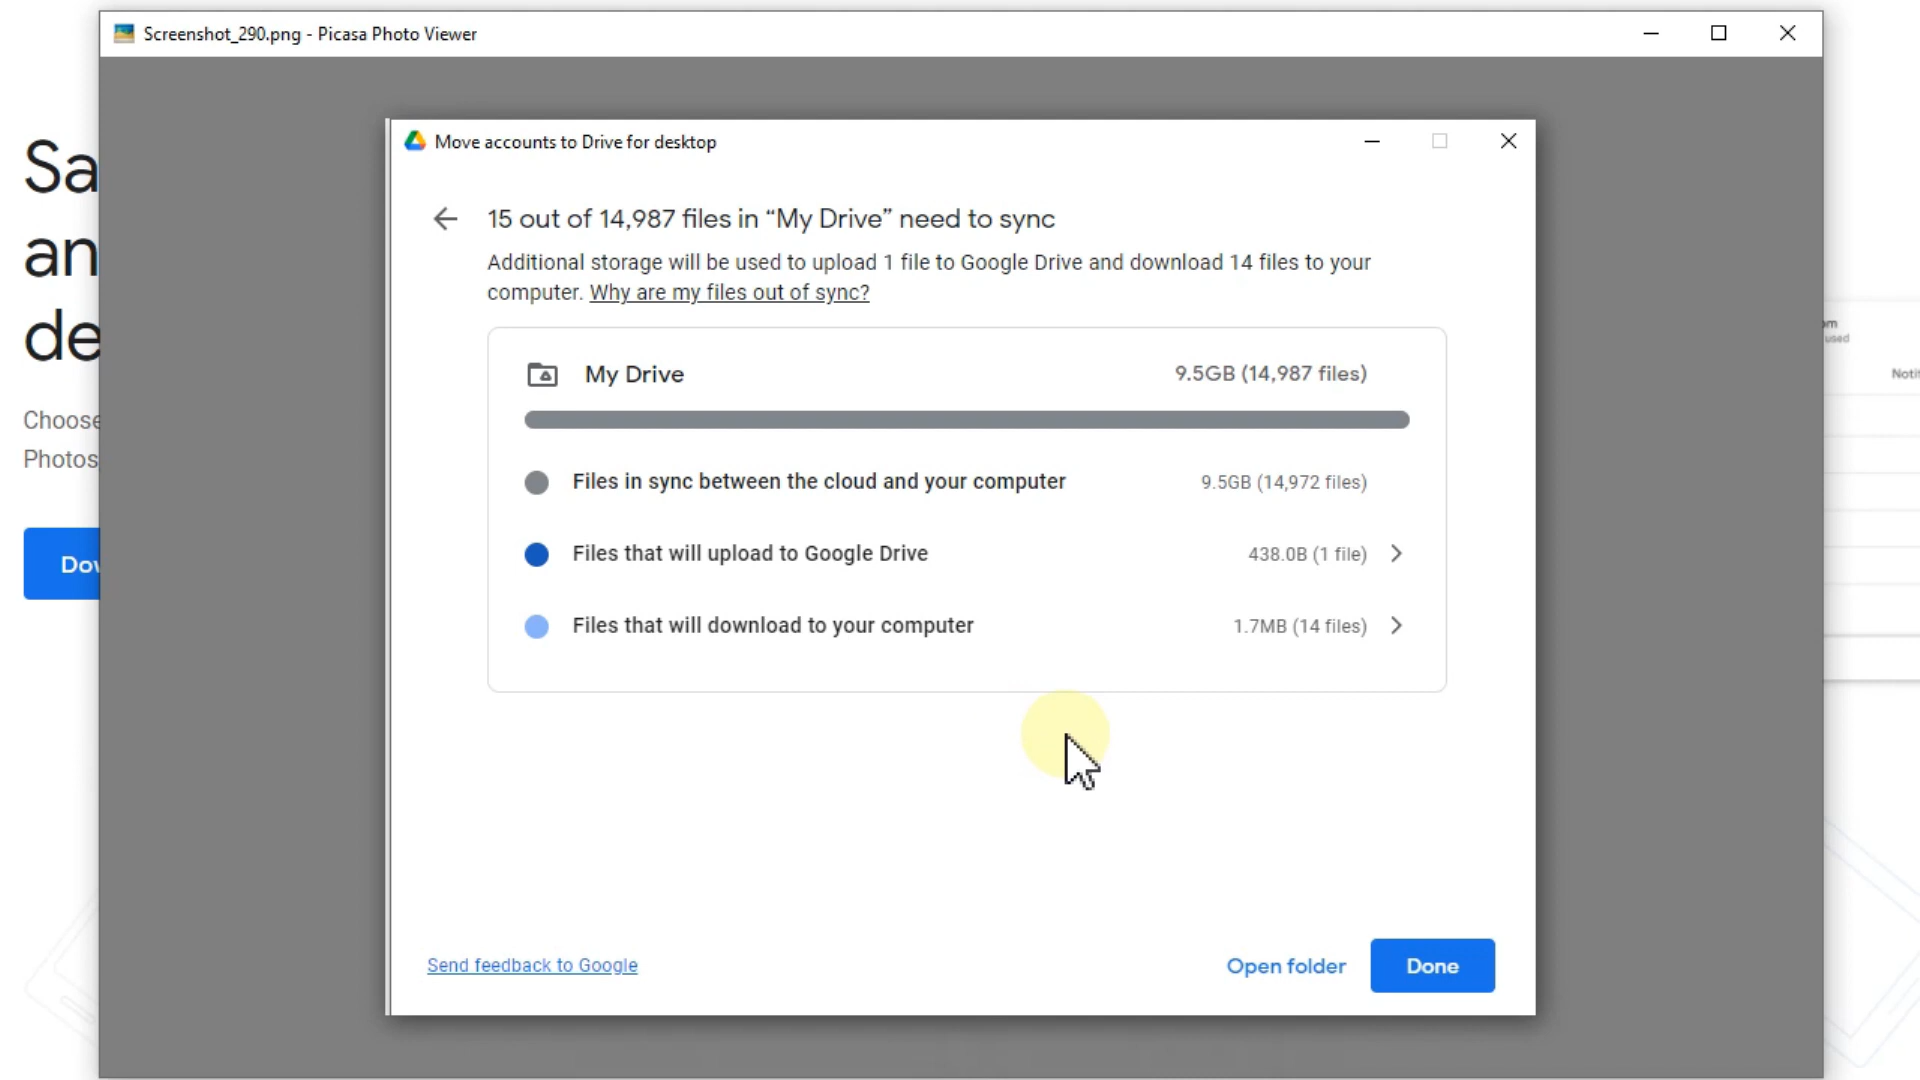 Screenshot_290.png - Picasa Photo Viewer
Move accounts to Drive for desktop
15 out of 14,987 files in “My Drive” need to sync
Additional storage will be used to upload 1 file to Google Drive and download 14 files to your
computer. Why are my files out of sync?
My Drive 9.5GB (14,987 files)
Files in sync between the cloud and your computer 9.5GB (14,972 files)
Files that will upload to Google Drive 438.0B (1 file)
Files that will download to your computer 1.7MB (14 files)
Send feedback to Google Open folder Done
Sa
an
de
Choose
Photos
Dow
om
used
Notif